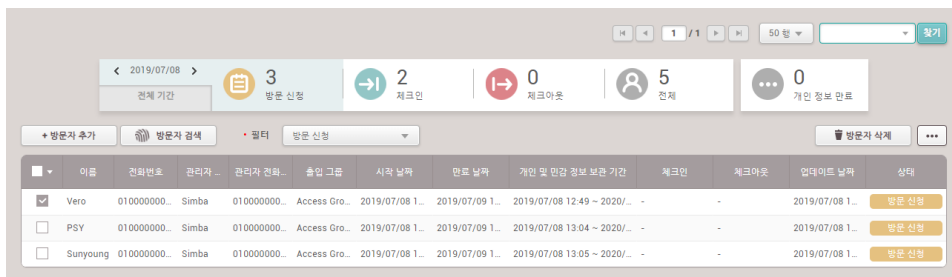 1 / 1 50 행 찾기
2019/07/08
전체 기간
3 방문 신청
2 체크인
0 체크아웃
5 전체
0 개인 정보 만료
+ 방문자 추가 방문자 검색 • 필터 방문 신청 방문자 삭제 •••
이름 전화번호 관리자 ... 관리자 전화... 출입 그룹 시작 날짜 만료 날짜 개인 및 민감 정보 보관 기간 체크인 체크아웃 업데이트 날짜 상태
Vero 010000000... Simba 010000000... Access Gro... 2019/07/08 1... 2019/07/09 1... 2019/07/08 12:49 ~ 2020/... - - 2019/07/08 1... 방문 신청
PSY 010000000... Simba 010000000... Access Gro... 2019/07/08 1... 2019/07/09 1... 2019/07/08 13:04 ~ 2020/... - - 2019/07/08 1... 방문 신청
Sunyoung 010000000... Simba 010000000... Access Gro... 2019/07/08 1... 2019/07/09 1... 2019/07/08 13:05 ~ 2020/... - - 2019/07/08 1... 방문 신청